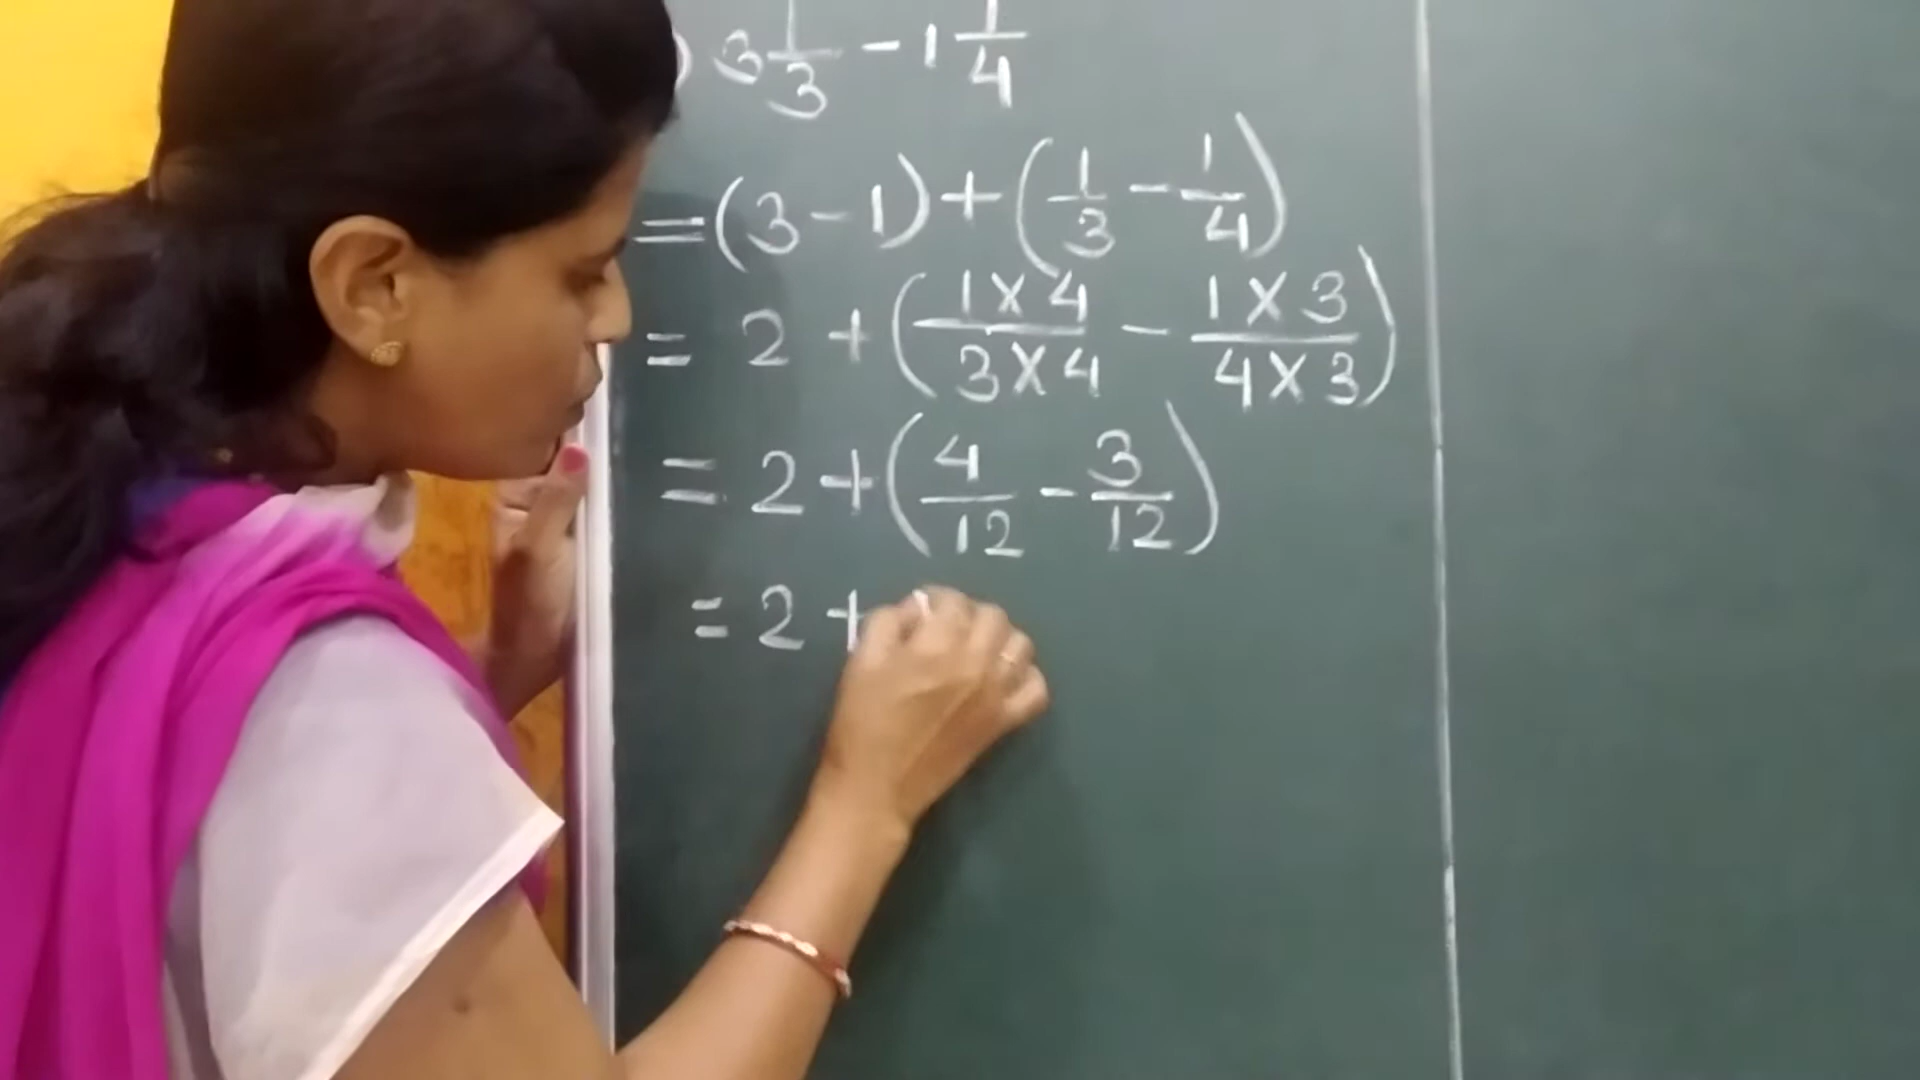 ) 3 1/3 - 1 1/4
= (3 - 1) + (1/3 - 1/4)
= 2 + (1 × 4/3 × 4 - 1 × 3/4 × 3)
= 2 + (4/12 - 3/12)
= 2 +